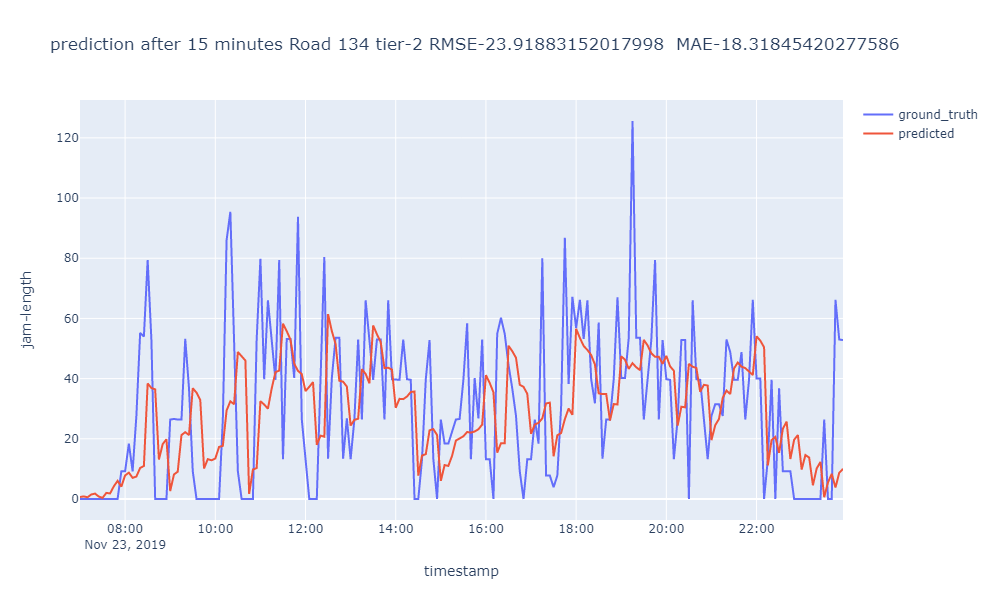 prediction after 15 minutes Road 134 tier-2 RMSE-23.91883152017998  MAE-18.31845420277586
ground_truth
predicted
jam-length
120
100
80
60
40
20
0
08:00 10:00 12:00 14:00 16:00 18:00 20:00 22:00
Nov 23, 2019
timestamp